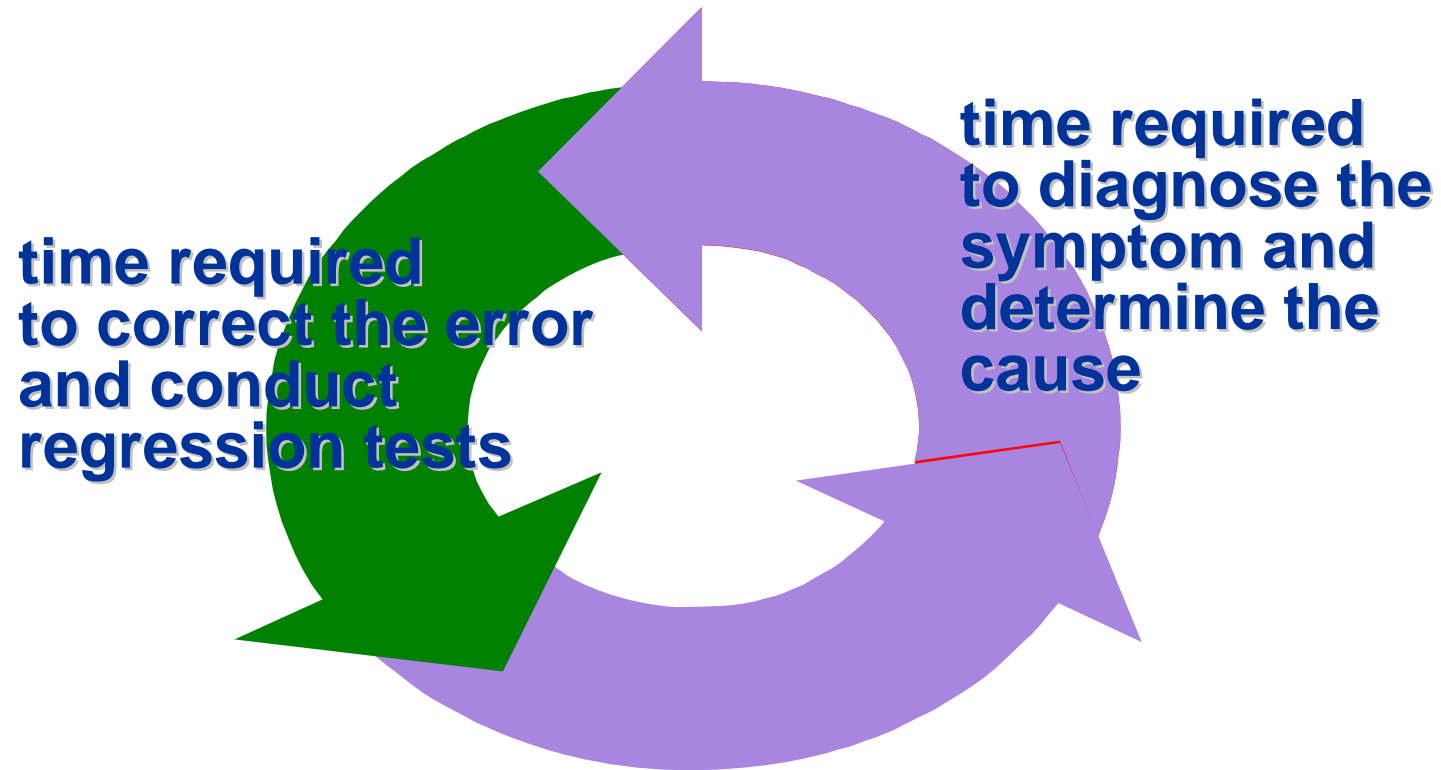 time required
to correct the error
and conduct
regression tests
time required
to diagnose the
symptom and
determine the
cause